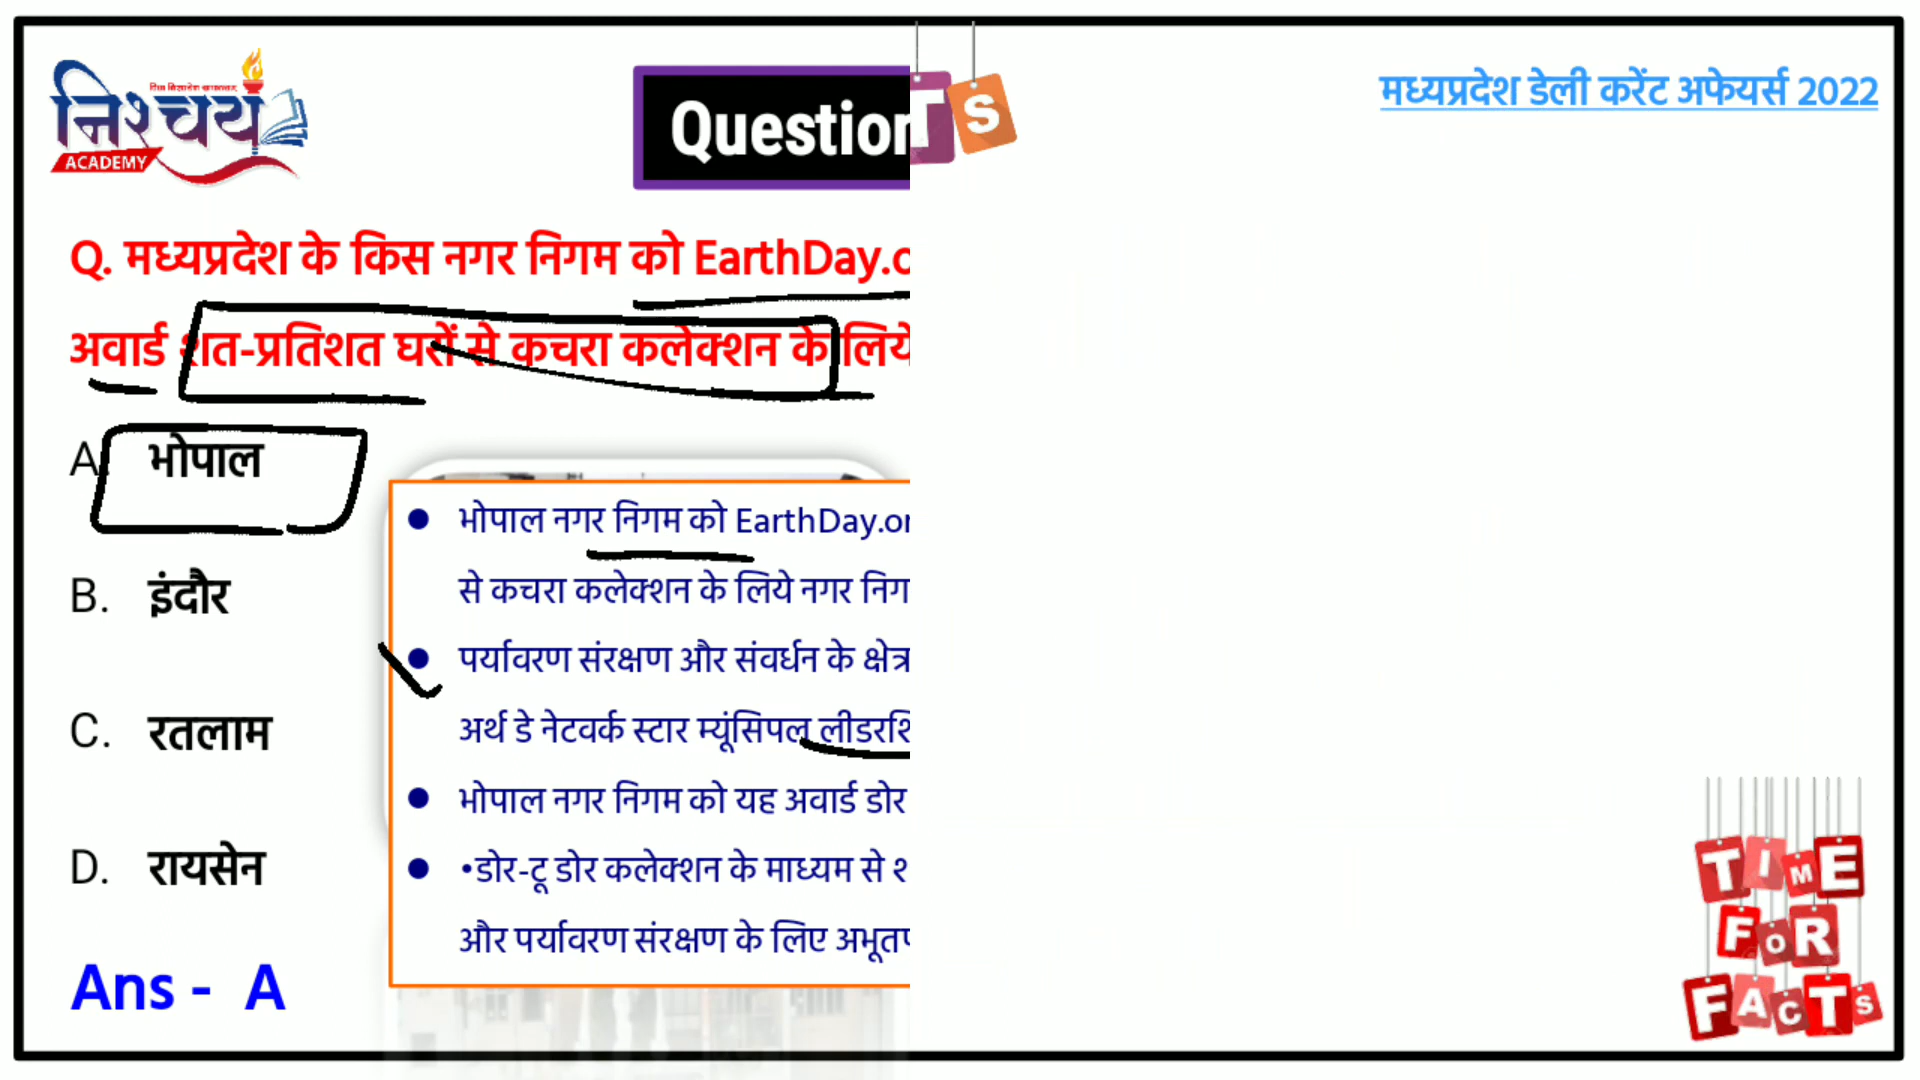 निश्चय
ACADEMY
Question
TS
मध्यप्रदेश डेली करेंट अफेयर्स 2022
Q. मध्यप्रदेश के किस नगर निगम को EarthDay.
अवार्ड शत-प्रतिशत घरों से कचरा कलेक्शन के लिये
A. भोपाल
B. इंदौर
C. रतलाम
D. रायसेन
Ans - A
● भोपाल नगर निगम को EarthDay.or
से कचरा कलेक्शन के लिये नगर निग
● पर्यावरण संरक्षण और संवर्धन के क्षेत्र
अर्थ डे नेटवर्क स्टार म्यूंसिपल लीडरशि
● भोपाल नगर निगम को यह अवार्ड डोर
● •डोर-टू डोर कलेक्शन के माध्यम से श
और पर्यावरण संरक्षण के लिए अभूतप
TIME
FOR
FACTS